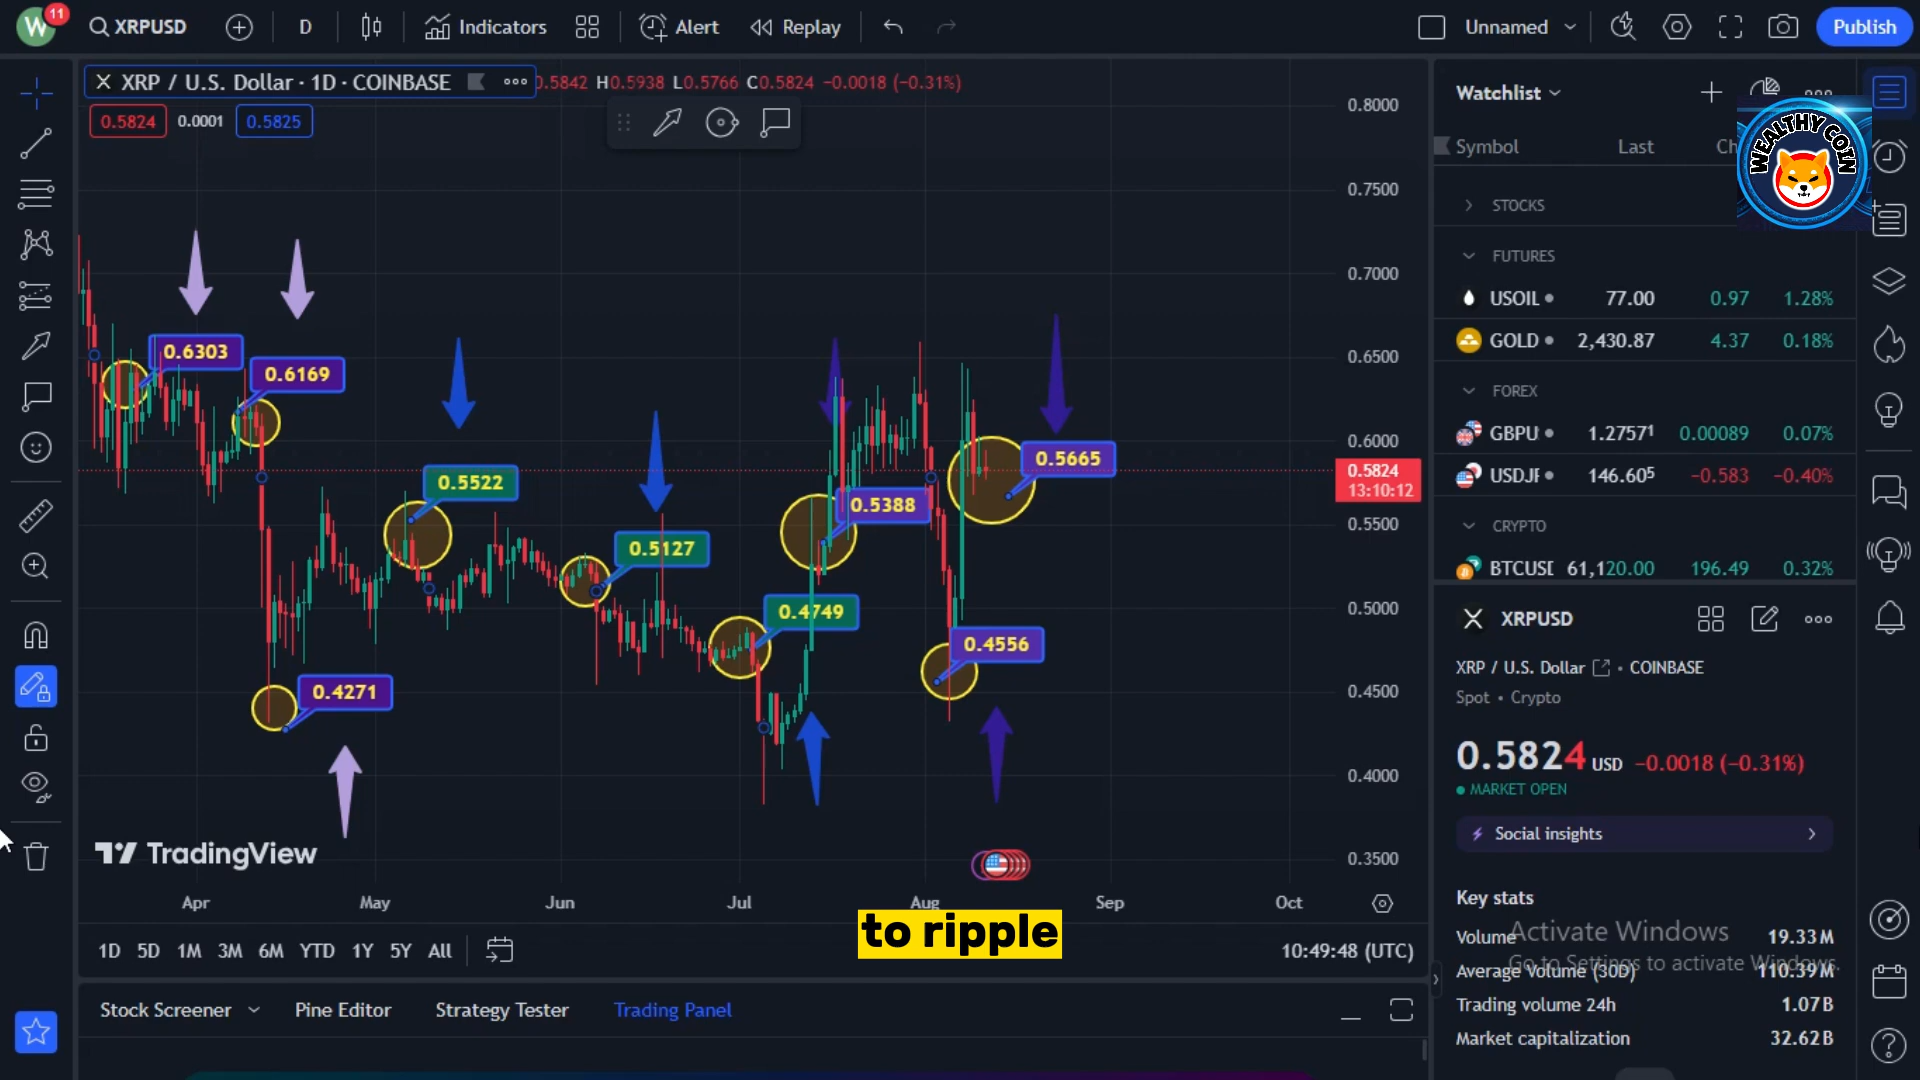 W 11 XRPUSD D Indicators Alert Replay Unnamed Publish
XRP / U.S. Dollar · 1D · COINBASE 0.5842 H0.5938 L0.5766 C0.5824 −0.0018 (−0.31%)
0.5824 0.0001 0.5825
0.8000
0.7500
0.7000
0.6500
0.6000
0.5824
13:10:12
0.5500
0.5000
0.4500
0.4000
0.3500
0.6303
0.6169
0.5522
0.5127
0.4271
0.4749
0.5388
0.4556
0.5665
TradingView
Apr May Jun Jul Aug Sep Oct
to ripple
1D 5D 1M 3M 6M YTD 1Y 5Y All 10:49:48 (UTC)
Stock Screener Pine Editor Strategy Tester Trading Panel
Watchlist
WEALTHY COIN
Symbol Last Ch
STOCKS
FUTURES
USOIL 77.00 0.97 1.28%
GOLD 2,430.87 4.37 0.18%
FOREX
GBPU 1.27571 0.00089 0.07%
USDJF 146.605 −0.583 −0.40%
CRYPTO
BTCUSD 61,120.00 196.49 0.32%
XRPUSD
XRP / U.S. Dollar • COINBASE
Spot • Crypto
0.5824 USD −0.0018 (−0.31%)
MARKET OPEN
Social insights
Key stats
Volume 19.33M
Activate Windows
Go to Settings to activate Windows.
Average Volume (30D) 110.39M
Trading volume 24h 1.07B
Market capitalization 32.62B